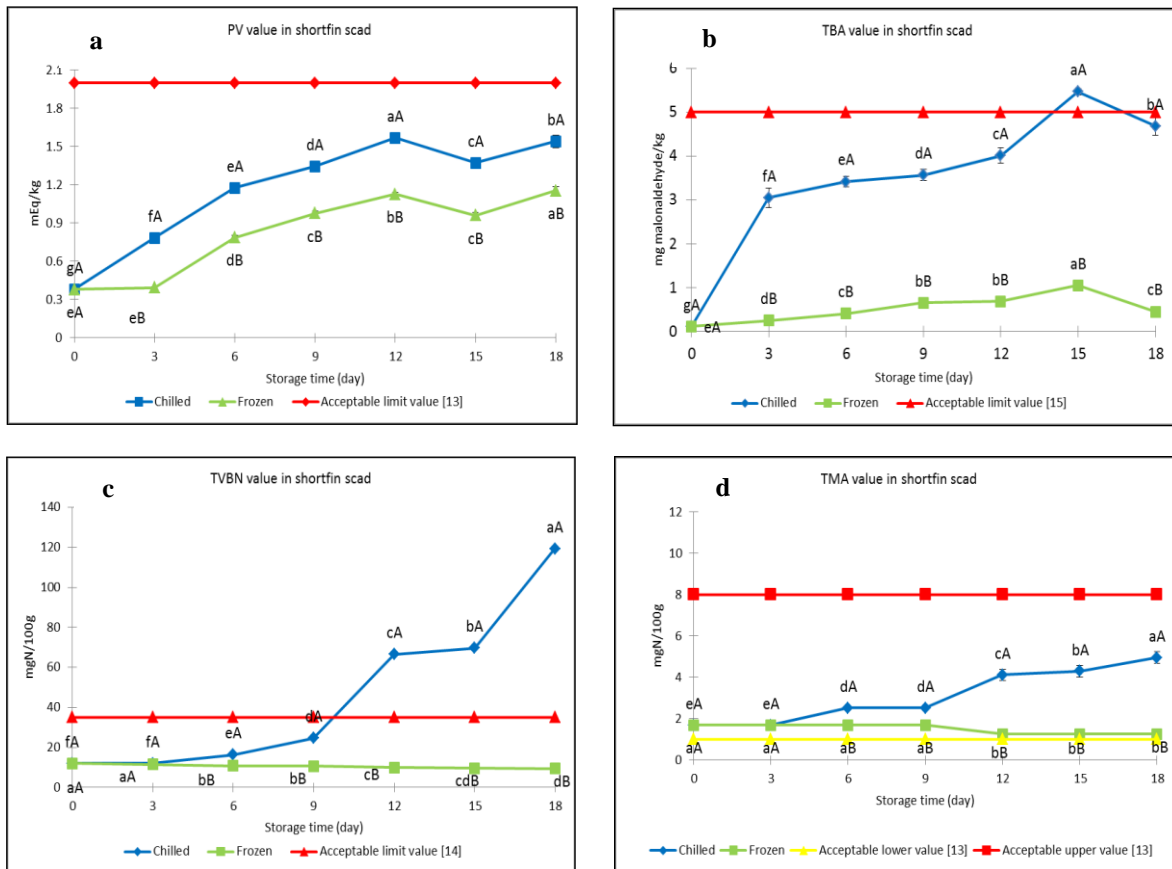 a
PV value in shortfin scad
2.1
1.8
1.5
1.2
0.9
0.6
0.3
0
mEq/kg
gA
fA
eA
dA
aA
cA
bA
eA
eB
dB
cB
bB
cB
aB
0 3 6 9 12 15 18
Storage time (day)
Chilled Frozen Acceptable limit value [13]
b
TBA value in shortfin scad
6
5
4
3
2
1
0
mg malonaldehyde/kg
gA
fA
eA
dA
cA
aA
bA
eA
dB
cB
bB
bB
aB
cB
0 3 6 9 12 15 18
Storage time (day)
Chilled Frozen Acceptable limit value [15]
c
TVBN value in shortfin scad
140
120
100
80
60
40
20
0
mgN/100g
fA
fA
eA
dA
cA
bA
aA
aA
aA
bB
bB
cB
cdB
dB
0 3 6 9 12 15 18
Storage time (day)
Chilled Frozen Acceptable limit value [14]
d
TMA value in shortfin scad
12
10
8
6
4
2
0
mgN/100g
eA
eA
dA
dA
cA
bA
aA
aA
aA
aB
aB
bB
bB
bB
0 3 6 9 12 15 18
Storage time (day)
Chilled Frozen Acceptable lower value [13] Acceptable upper value [13]